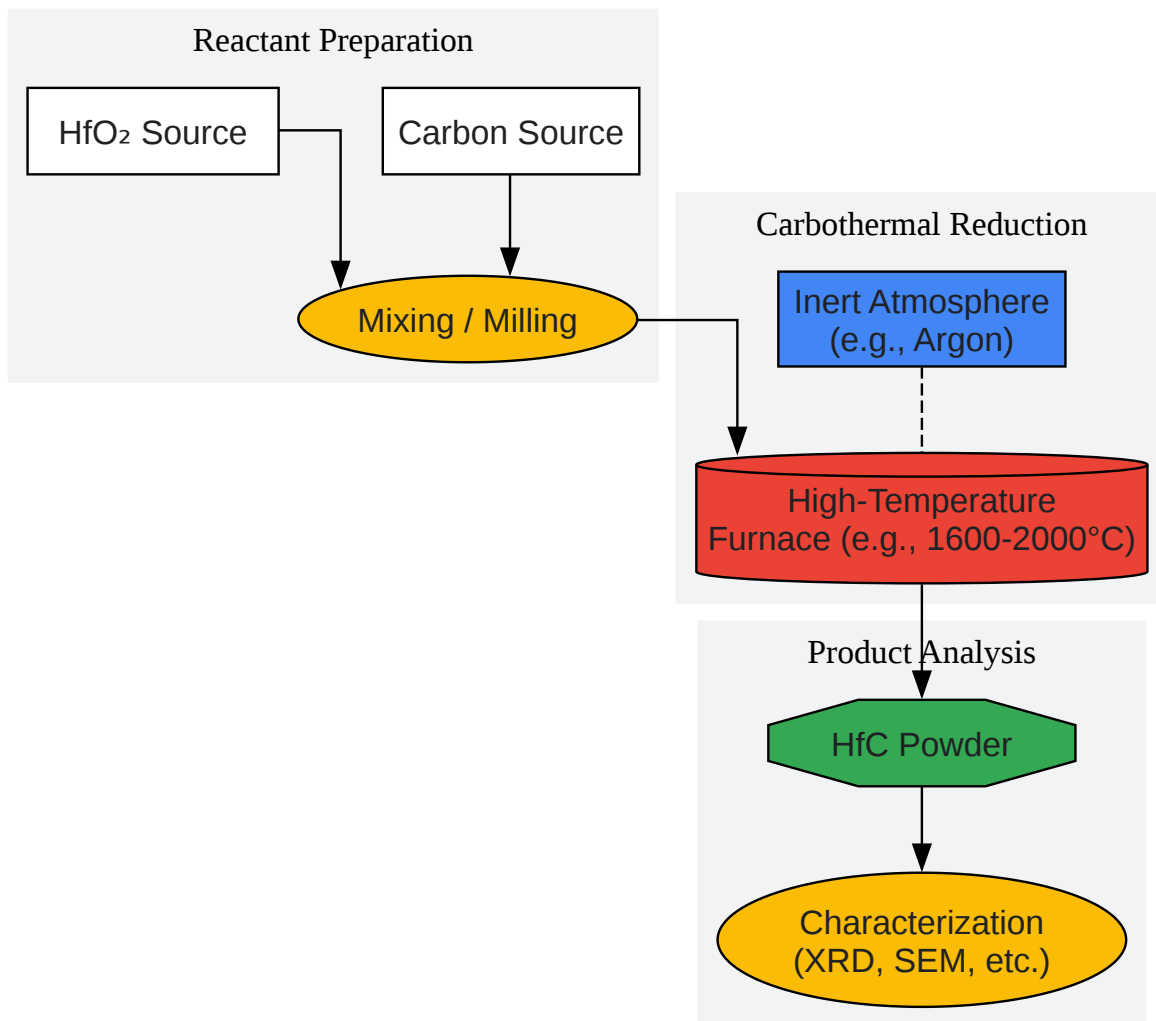 Reactant Preparation
HfO₂ Source
Carbon Source
Mixing / Milling
Carbothermal Reduction
Inert Atmosphere
(e.g., Argon)
High-Temperature
Furnace (e.g., 1600-2000°C)
Product Analysis
HfC Powder
Characterization
(XRD, SEM, etc.)